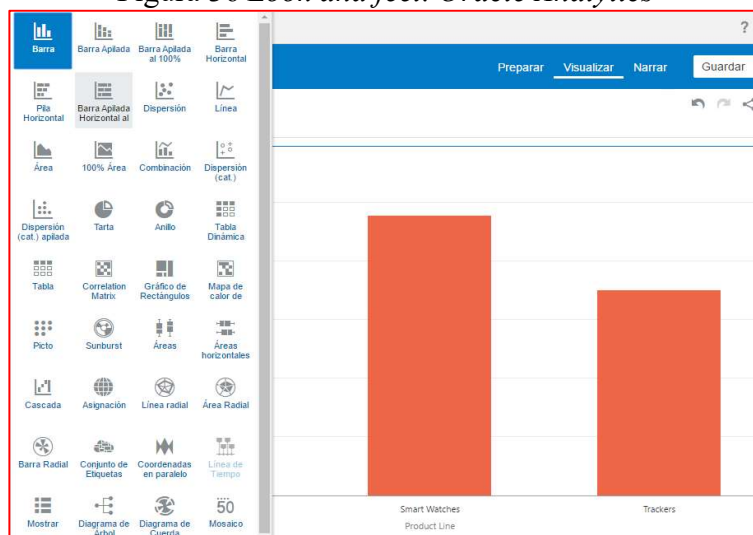 Figura 56 Look and feel: Oracle Analytics
Barra
Barra Apilada
Barra Apilada
al 100%
Barra
Horizontal
?
Preparar
Visualizar
Narrar
Guardar
Pila
Horizontal
Barra Apilada
Horizontal al
Dispersión
Línea
Área
100% Área
Combinación
Dispersión
(cat.)
Dispersión
(cat.) apilada
Tarta
Anillo
Tabla
Dinámica
Tabla
Correlation
Matrix
Gráfico de
Rectángulos
Mapa de
calor de
Picto
Sunburst
Áreas
Áreas
horizontales
Cascada
Asignación
Línea radial
Área Radial
Barra Radial
Conjunto de
Etiquetas
Coordenadas
en paralelo
Línea de
Tiempo
Mostrar
Diagrama de
Árbol
Diagrama de
Cuerda
50
Mosaico
Smart Watches
Trackers
Product Line